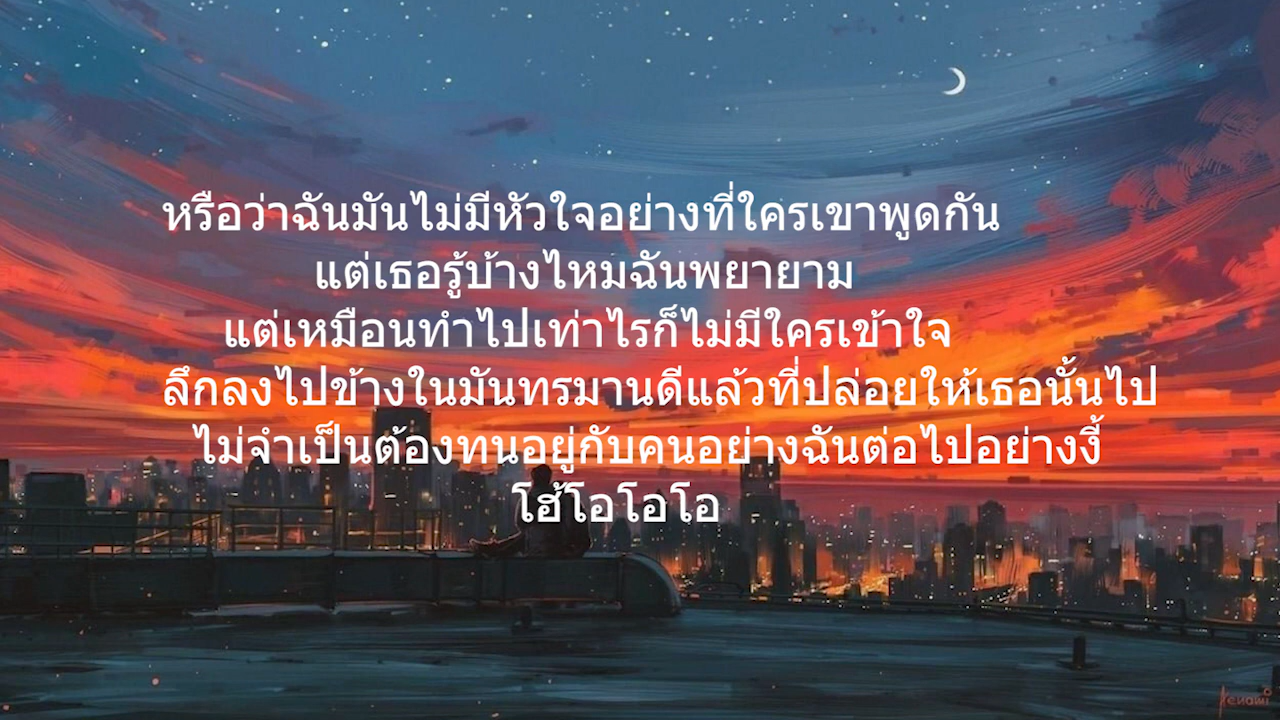 หรือว่าฉันมันไม่มีหัวใจอย่างที่ใครเขาพูดกัน
แต่เธอรู้บ้างไหมฉันพยายาม
แต่เหมือนทำไปเท่าไรก็ไม่มีใครเข้าใจ
ลึกลงไปข้างในมันทรมานดีแล้วที่ปล่อยให้เธอนั้นไป
ไม่จำเป็นต้องทนอยู่กับคนอย่างฉันต่อไปอย่างงี้
โฮ้โอโอโอ